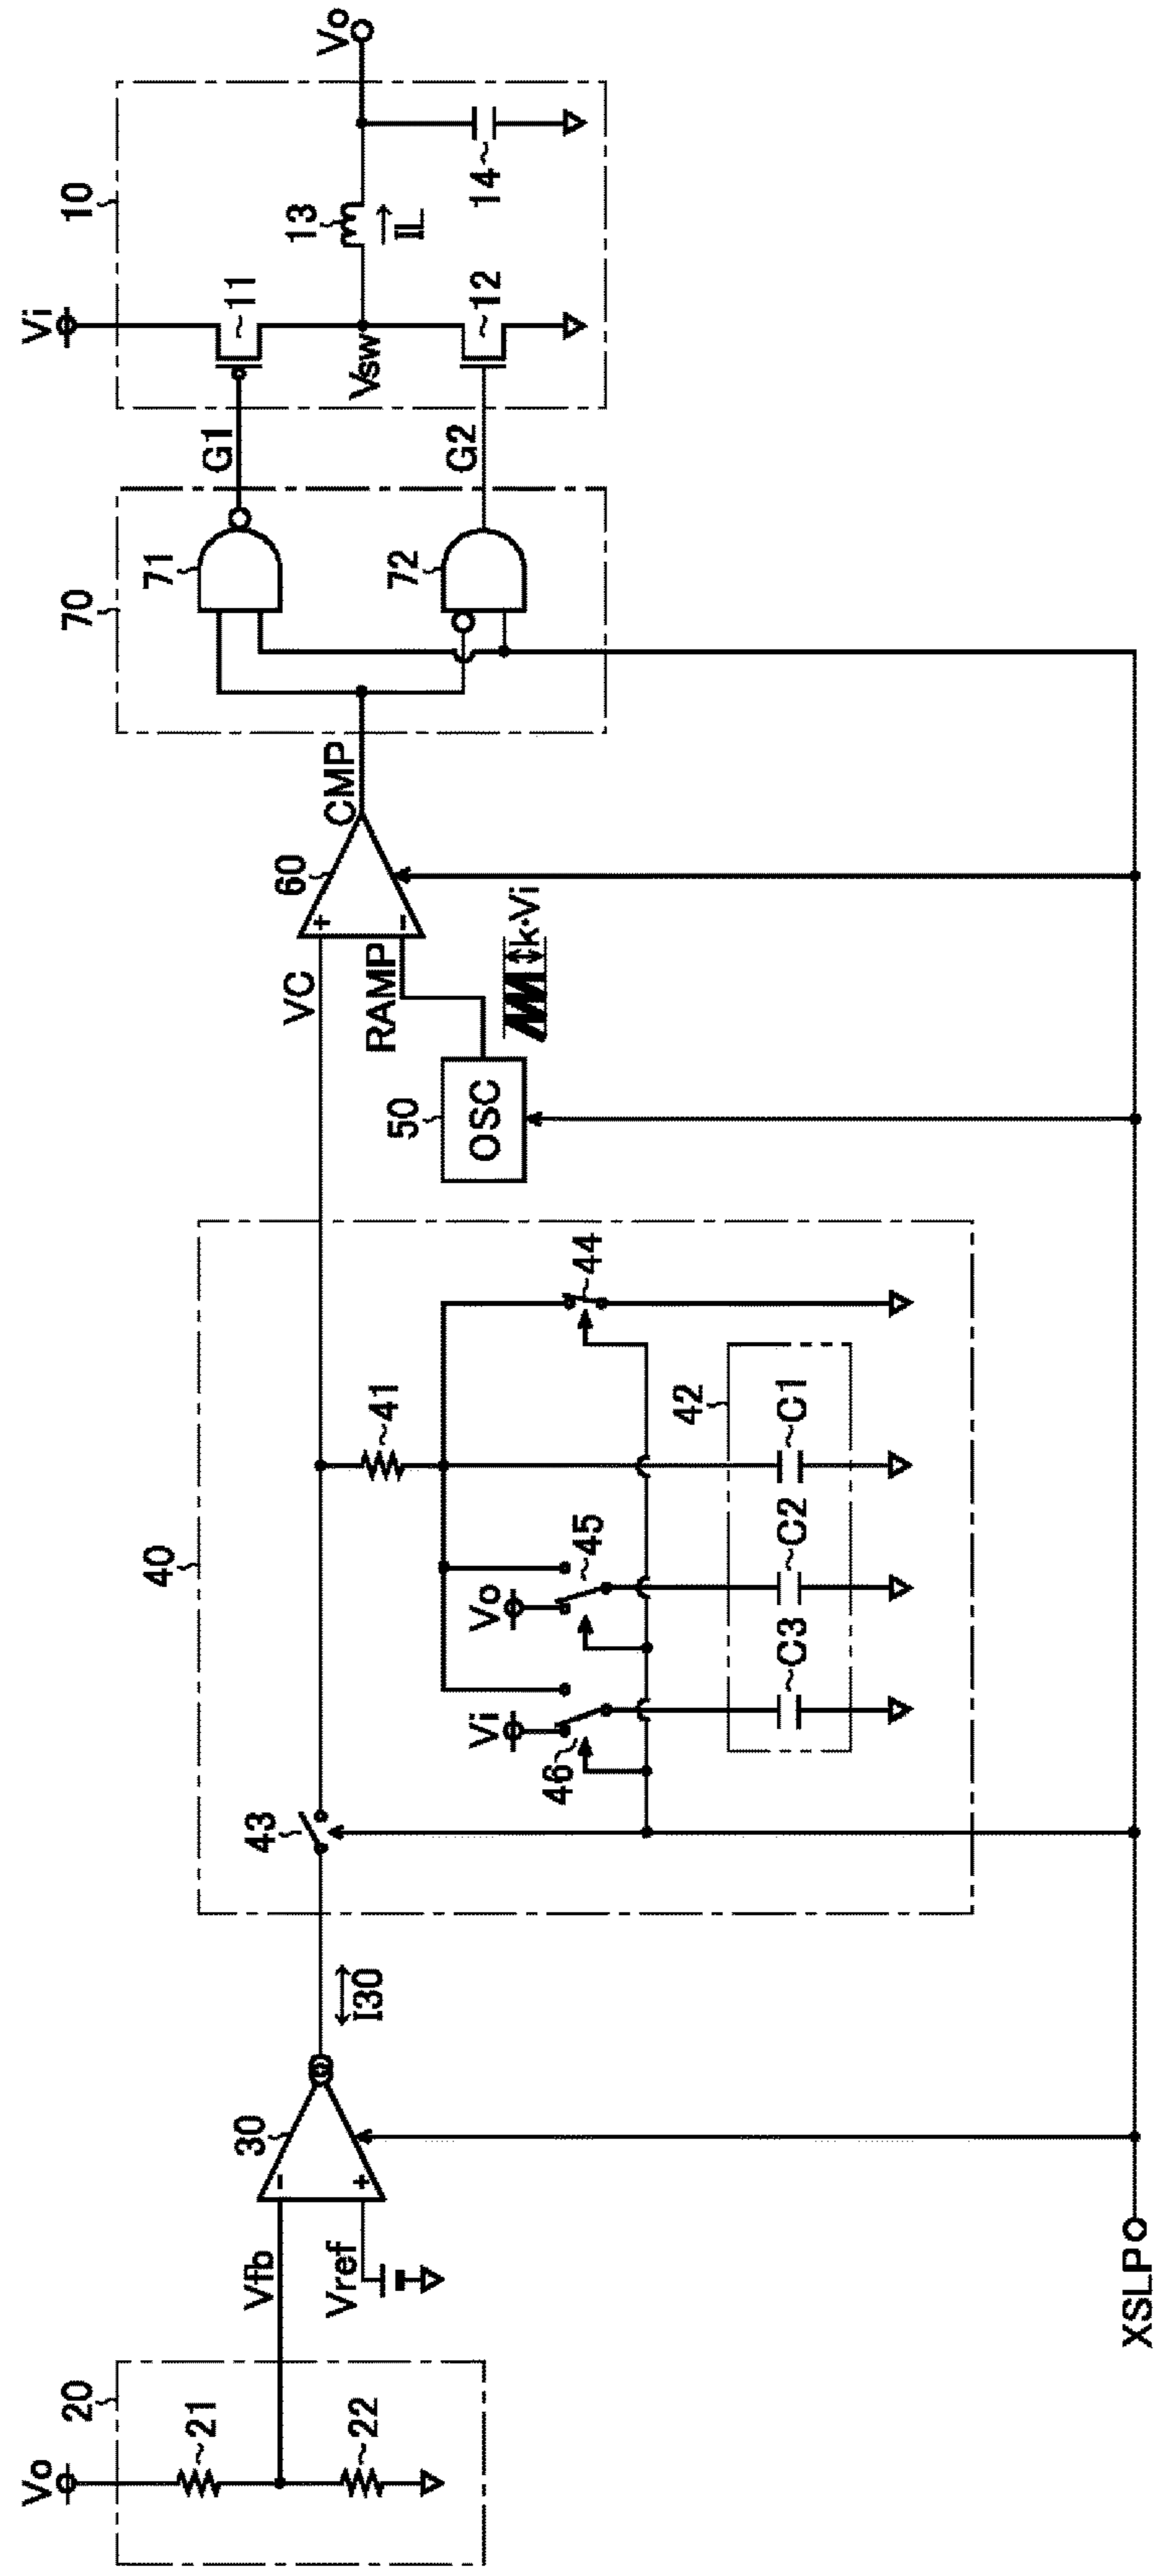 Vo
20
21
22
Vfb
Vref
30
I30
40
43
Vi
46
Vo
45
41
44
42
C3
C2
C1
VC
RAMP
50
OSC
k·Vi
60
CMP
70
71
72
G1
G2
10
Vi
11
12
Vsw
13
IL
14
Vo
XSLP